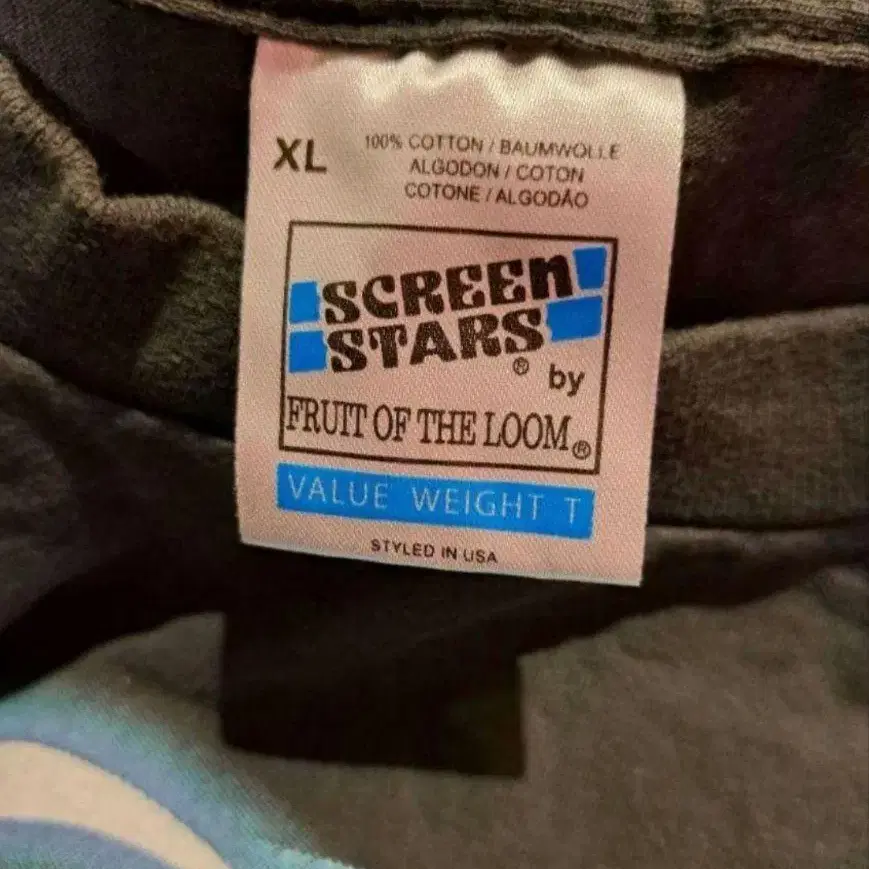 XL
100% COTTON / BAUMWOLLE
ALGODON / COTON
COTONE / ALGODÃO
SCREEN
STARS® by
FRUIT OF THE LOOM®
VALUE WEIGHT T
STYLED IN USA